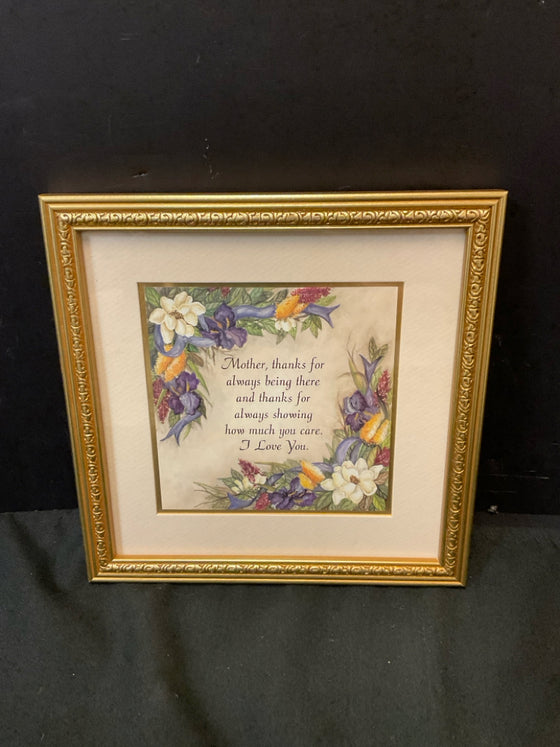 Mother, thanks for
always being there
and thanks for
always showing
how much you care.
I Love You.